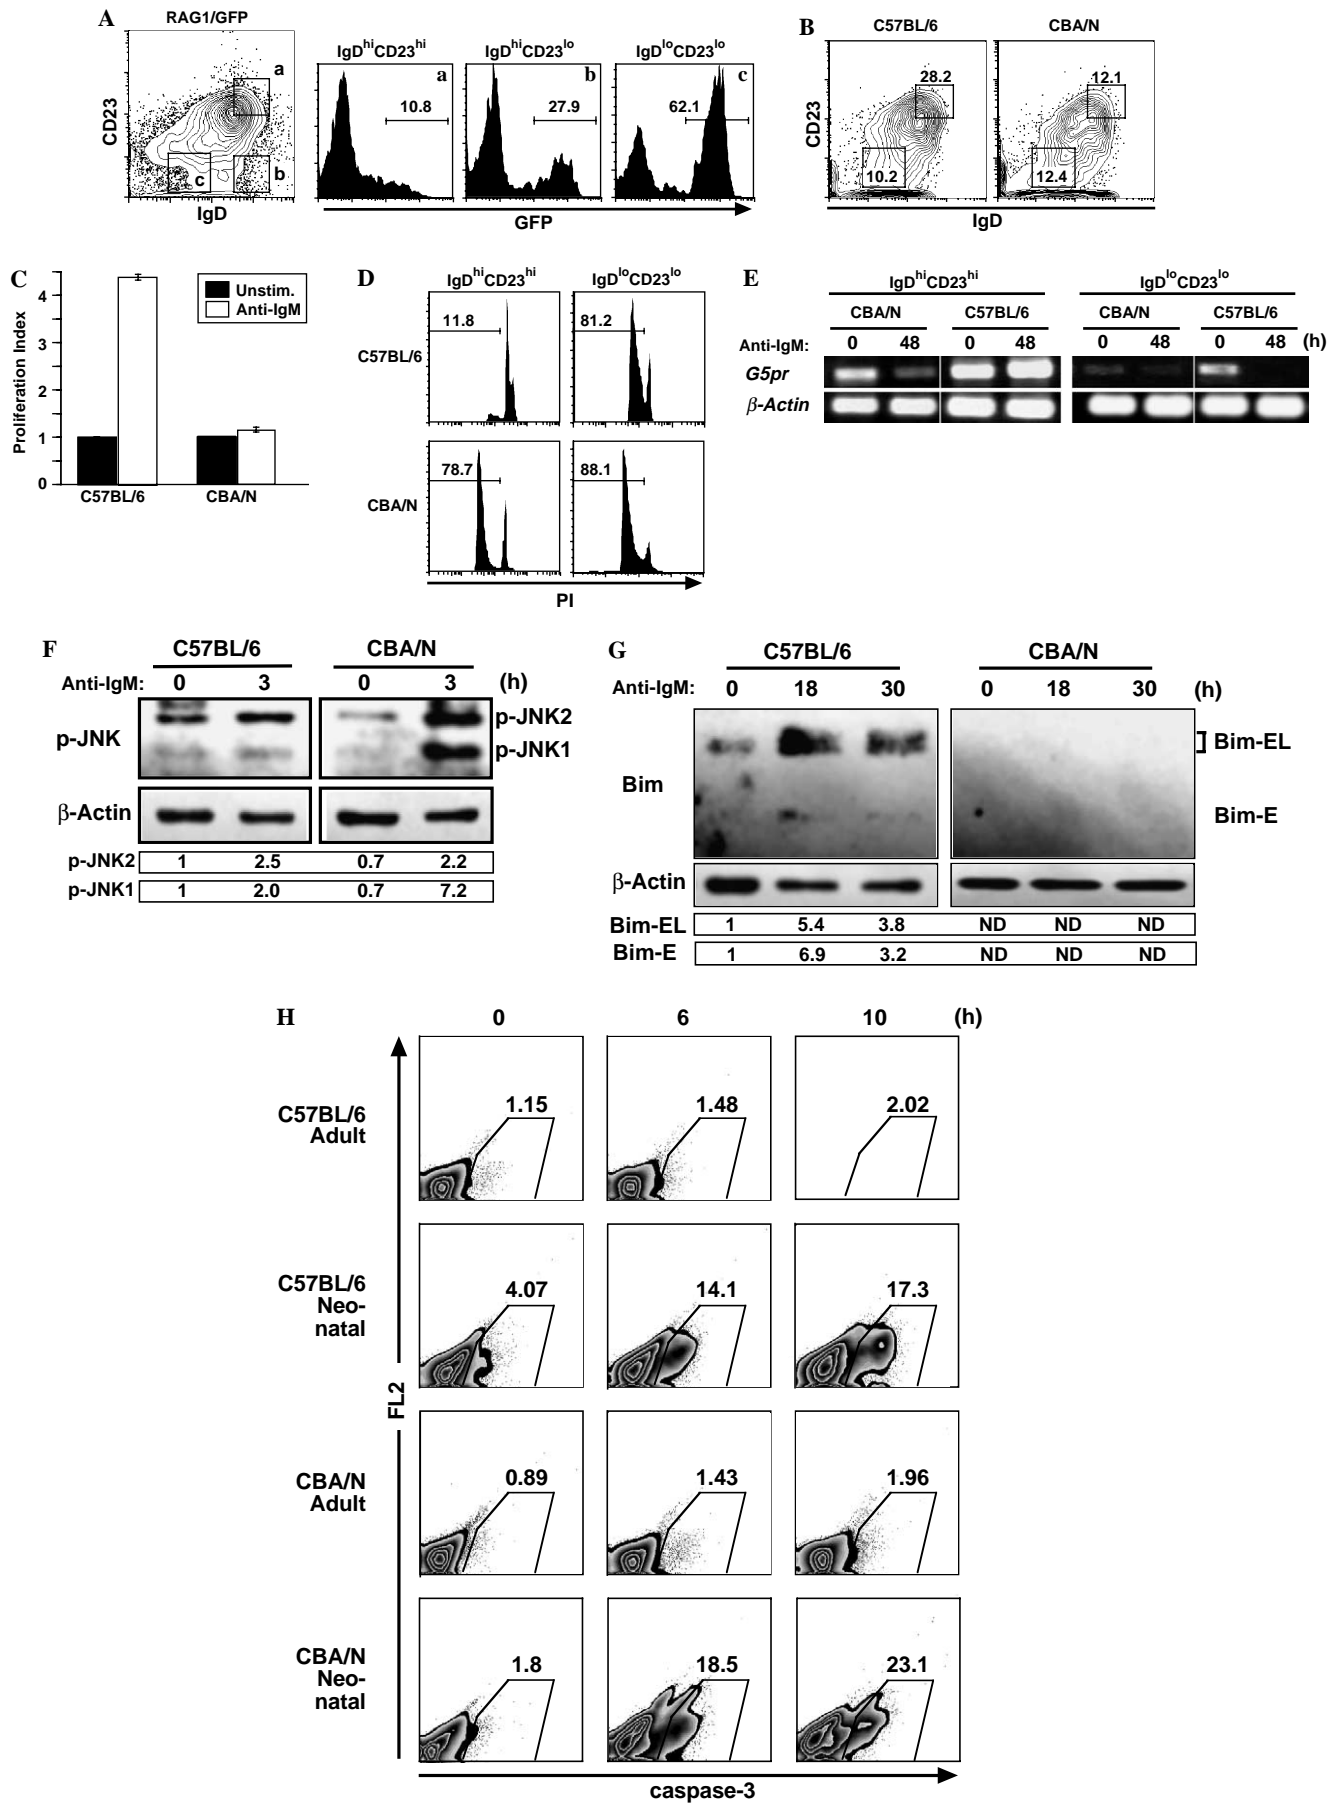 A
RAG1/GFP
CD23
IgD
a
b
c
IgDhiCD23hi
IgDhiCD23lo
IgDloCD23lo
a
b
c
10.8
27.9
62.1
GFP
B
C57BL/6
CBA/N
CD23
28.2
12.1
10.2
12.4
IgD
C
Proliferation Index
4
3
2
1
0
Unstim.
Anti-IgM
C57BL/6
CBA/N
D
IgDhiCD23hi
IgDloCD23lo
C57BL/6
11.8
81.2
CBA/N
78.7
88.1
PI
E
IgDhiCD23hi
IgDloCD23lo
CBA/N
C57BL/6
CBA/N
C57BL/6
Anti-IgM:
0
48
0
48
0
48
0
48
(h)
G5pr
β-Actin
F
C57BL/6
CBA/N
Anti-IgM:
0
3
0
3
(h)
p-JNK
p-JNK2
p-JNK1
β-Actin
p-JNK2
1
2.5
0.7
2.2
p-JNK1
1
2.0
0.7
7.2
G
C57BL/6
CBA/N
Anti-IgM:
0
18
30
0
18
30
(h)
Bim
Bim-EL
Bim-E
β-Actin
Bim-EL
1
5.4
3.8
ND
ND
ND
Bim-E
1
6.9
3.2
ND
ND
ND
H
0
6
10
(h)
C57BL/6
Adult
1.15
1.48
2.02
C57BL/6
Neo-
natal
4.07
14.1
17.3
FL2
CBA/N
Adult
0.89
1.43
1.96
CBA/N
Neo-
natal
1.8
18.5
23.1
caspase-3